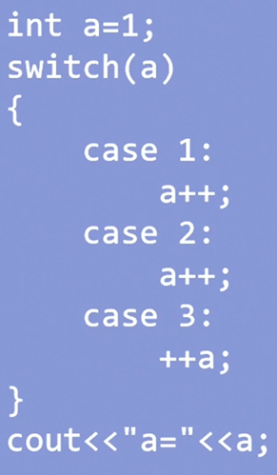 int a=1;
switch(a)
{
    case 1:
        a++;
    case 2:
        a++;
    case 3:
        ++a;
}
cout<<"a="<<a;